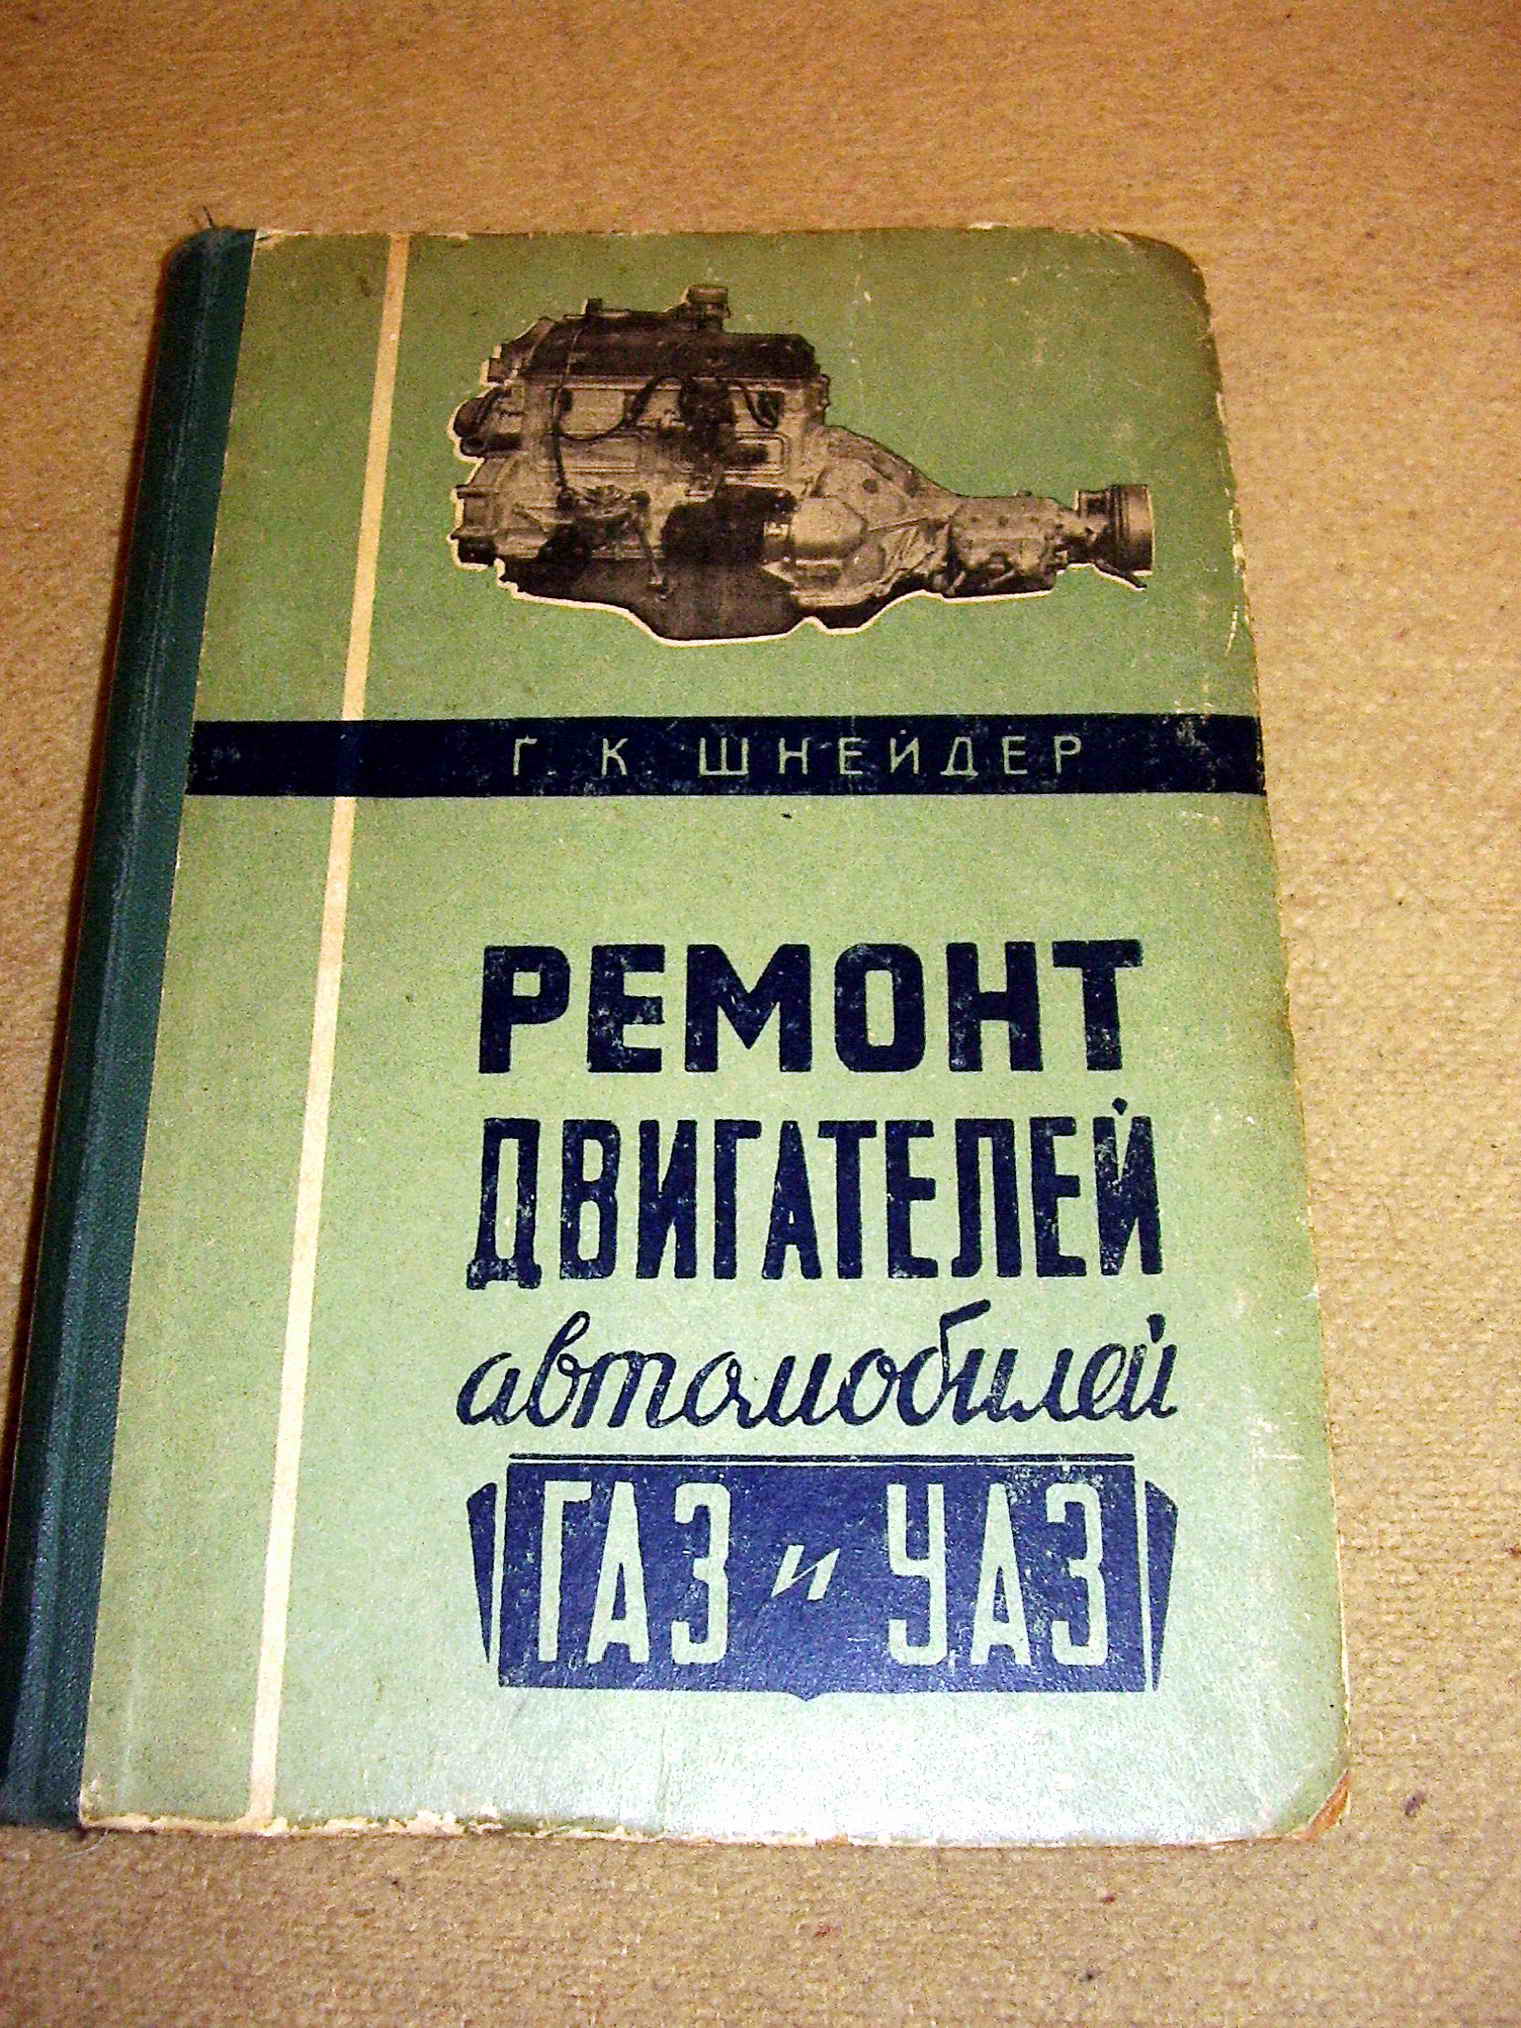 Г. К. ШНЕЙДЕР
РЕМОНТ
ДВИГАТЕЛЕЙ
автомобилей
ГАЗ и УАЗ